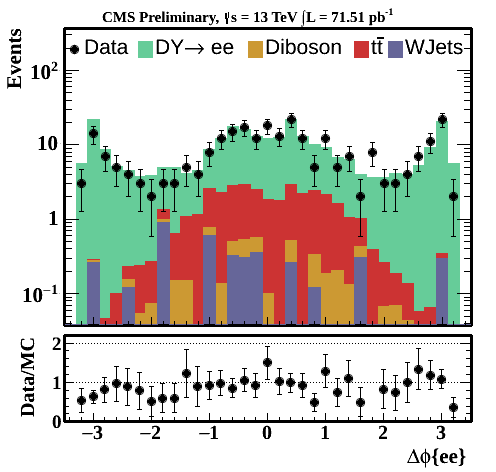 CMS Preliminary, √s = 13 TeV ∫L = 71.51 pb⁻¹
Events
Data DY→ ee Diboson tt̄ WJets
10²
10
1
10⁻¹
Data/MC
2
1
0
−3 −2 −1 0 1 2 3
Δϕ{ee}